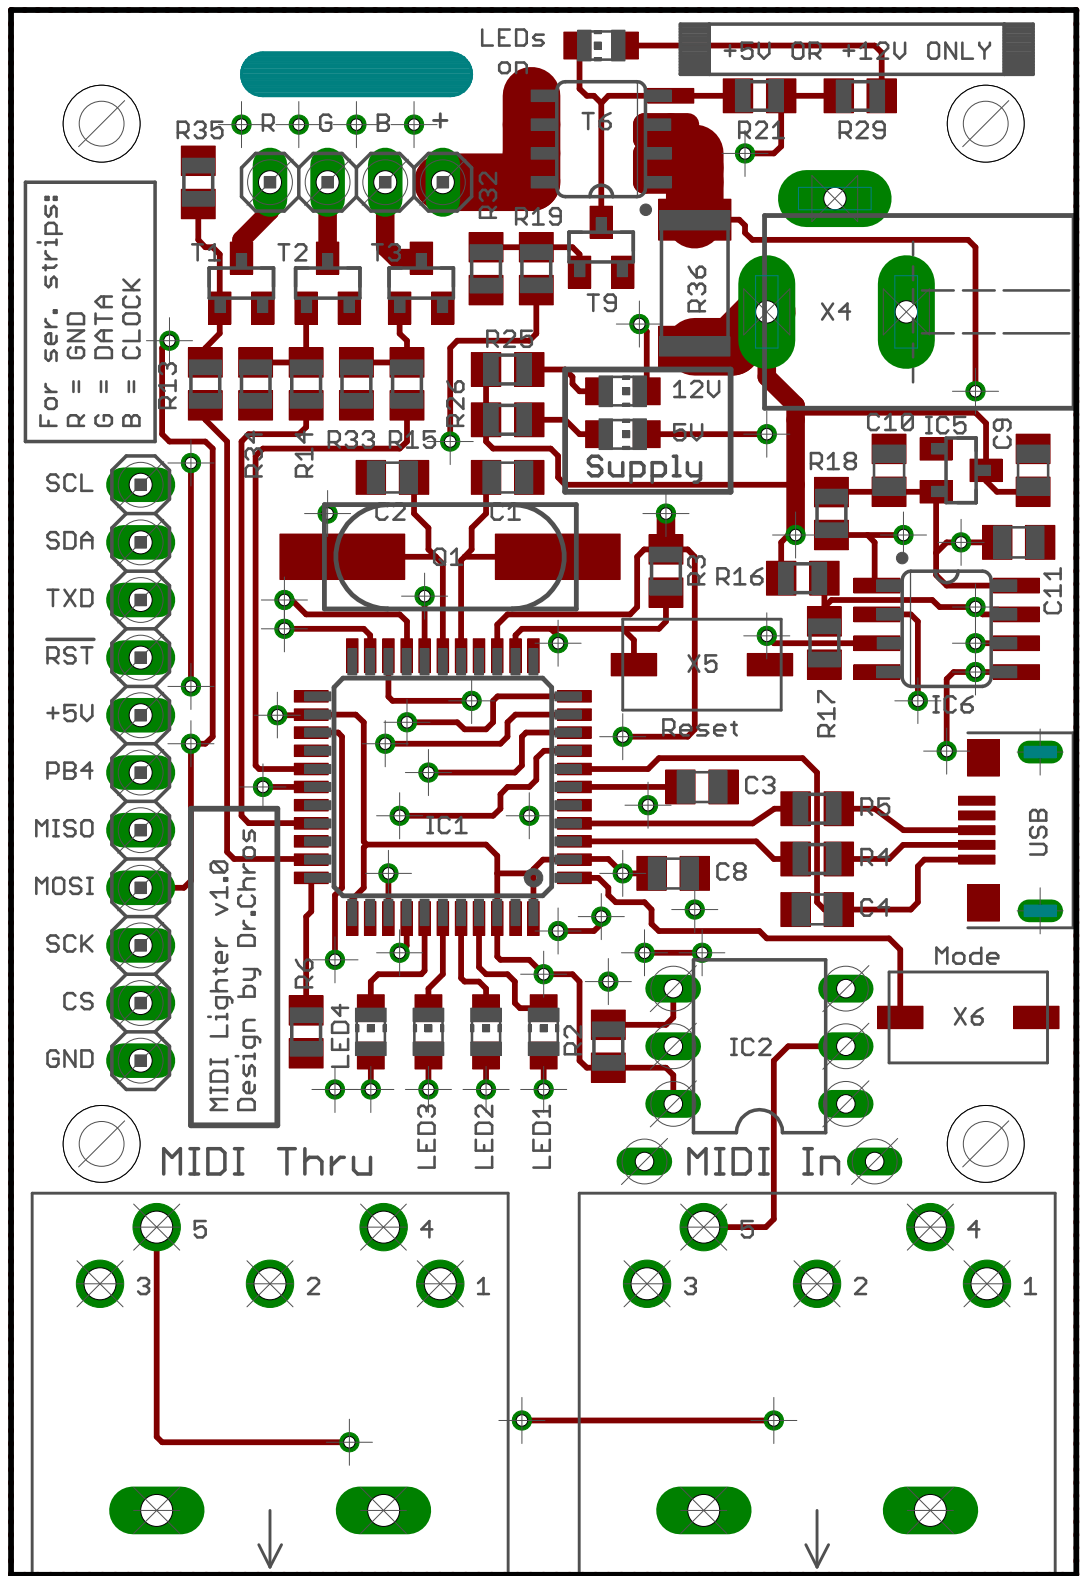 LEDs
on
+5V OR +12V ONLY
R35
R
G
B
+
T6
R21
R29
R32
R19
For ser. strips:
R = GND
G = DATA
B = CLOCK
T1
T2
T3
T9
R36
X4
R25
R13
R26
12V
5V
Supply
R34
R14
R33
R15
C10
IC5
C9
R18
SCL
C2
C1
SDA
Q1
R3
R16
C11
TXD
RST
X5
IC6
R17
+5V
Reset
PB4
C3
MISO
IC1
R5
USB
MOSI
C8
R4
C4
SCK
MIDI Lighter v1.0
Design by Dr.Chros
R6
Mode
CS
LED4
X6
R2
IC2
GND
LED3
LED2
LED1
MIDI Thru
MIDI In
5
4
5
4
3
2
1
3
2
1